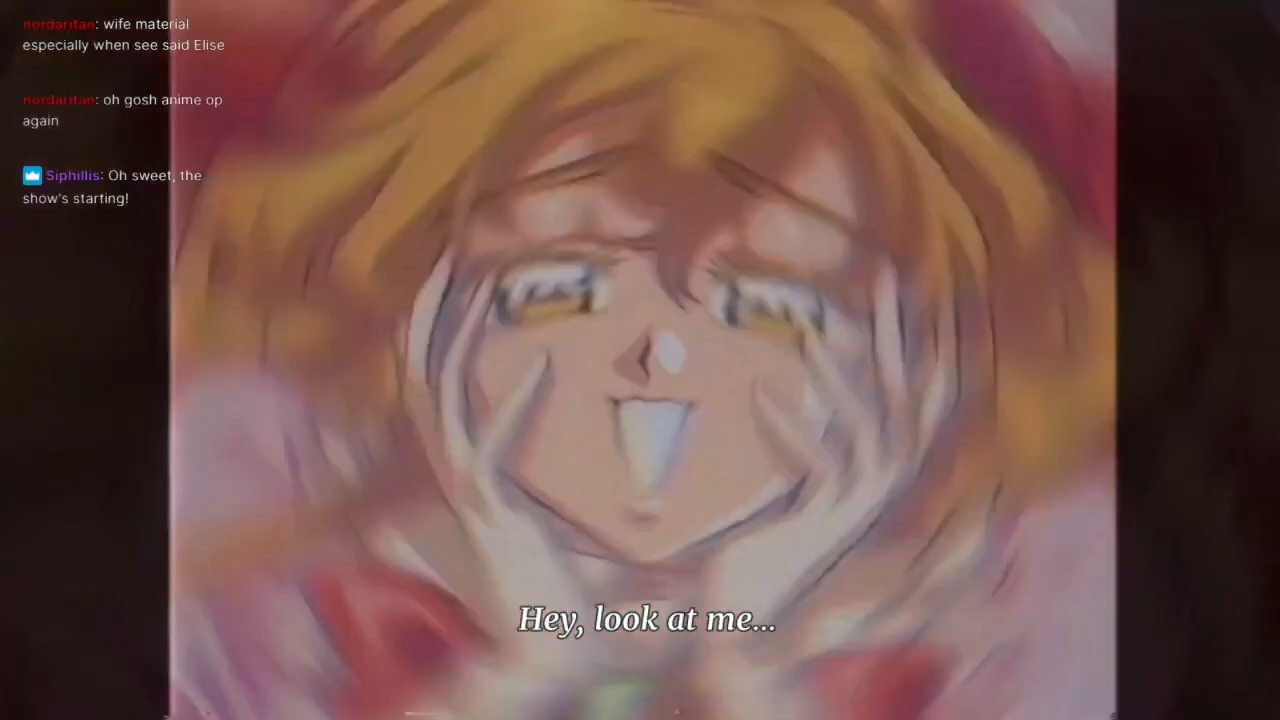 nordaritan: wife material
especially when see said Elise
nordaritan: oh gosh anime op
again
Siphillis: Oh sweet, the
show's starting!
Hey, look at me...